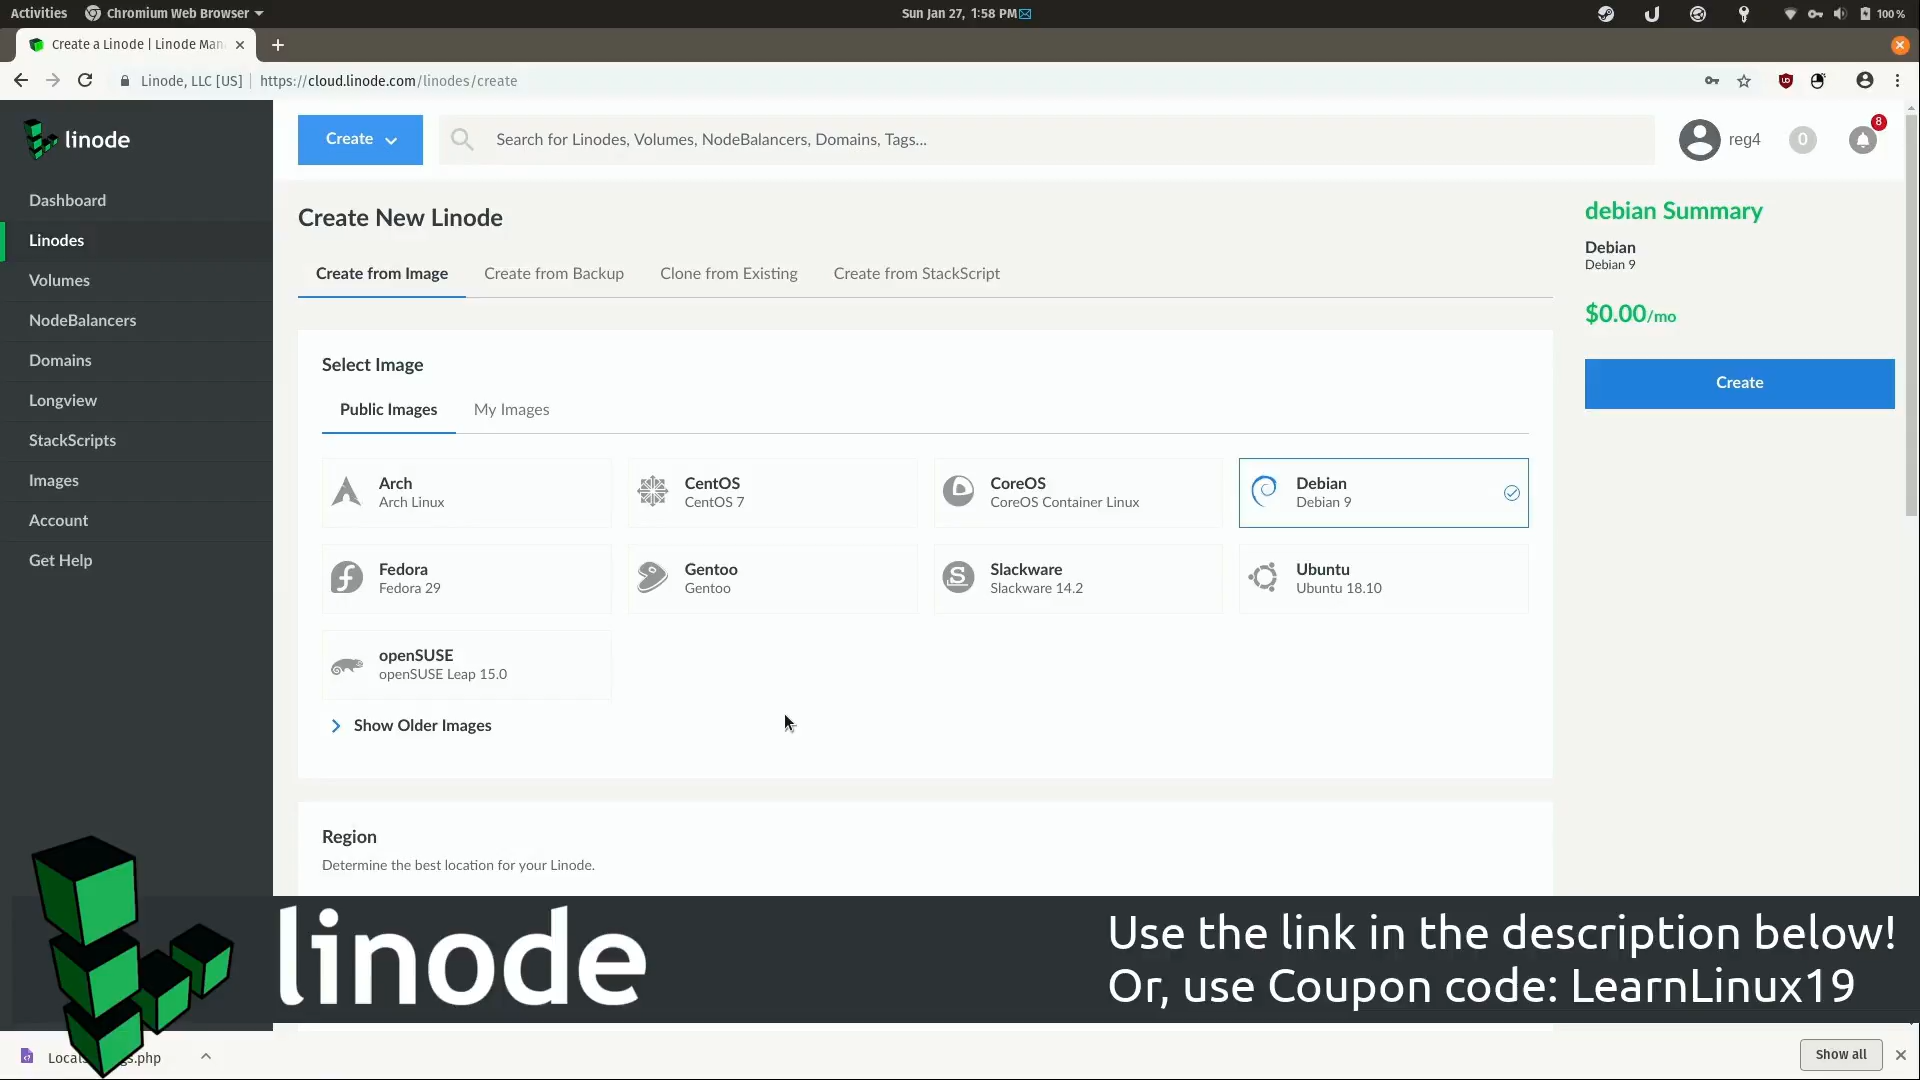 Activities
Chromium Web Browser
Sun Jan 27, 1:58 PM
100 %
Create a Linode | Linode Man
Linode, LLC [US]
https://cloud.linode.com/linodes/create
linode
Create
Search for Linodes, Volumes, NodeBalancers, Domains, Tags...
reg4
0
8
Dashboard
Linodes
Volumes
NodeBalancers
Domains
Longview
StackScripts
Images
Account
Get Help
Create New Linode
Create from Image
Create from Backup
Clone from Existing
Create from StackScript
Select Image
Public Images
My Images
Arch
Arch Linux
CentOS
CentOS 7
CoreOS
CoreOS Container Linux
Debian
Debian 9
Fedora
Fedora 29
Gentoo
Gentoo
Slackware
Slackware 14.2
Ubuntu
Ubuntu 18.10
openSUSE
openSUSE Leap 15.0
Show Older Images
Region
Determine the best location for your Linode.
debian Summary
Debian
Debian 9
$0.00/mo
Create
linode
Use the link in the description below!
Or, use Coupon code: LearnLinux19
Show all